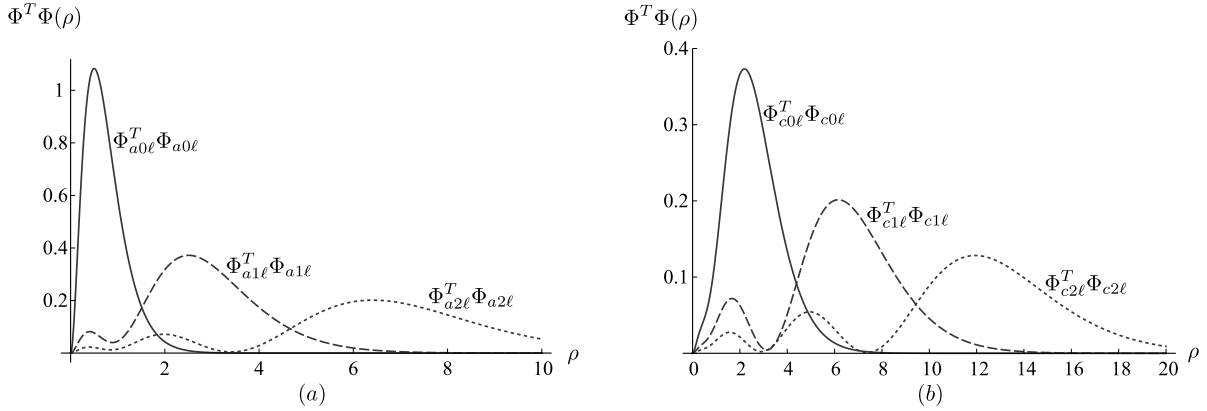 Φ^T Φ(ρ)
1
0.8
0.6
0.4
0.2
Φ^T_{a0ℓ}Φ_{a0ℓ}
Φ^T_{a1ℓ}Φ_{a1ℓ}
Φ^T_{a2ℓ}Φ_{a2ℓ}
2 4 6 8 10 ρ
(a)
Φ^T Φ(ρ)
0.4
0.3
0.2
0.1
Φ^T_{c0ℓ}Φ_{c0ℓ}
Φ^T_{c1ℓ}Φ_{c1ℓ}
Φ^T_{c2ℓ}Φ_{c2ℓ}
0 2 4 6 8 10 12 14 16 18 20 ρ
(b)